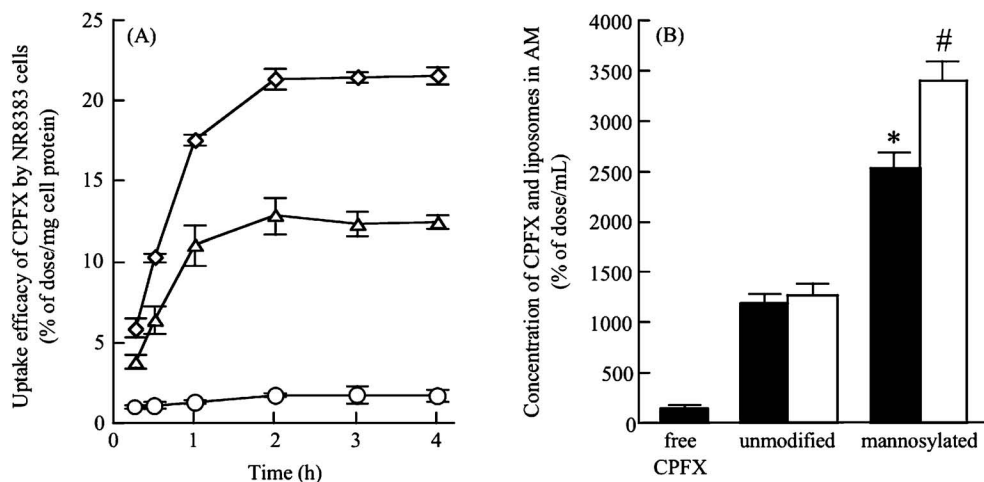 (A)
Uptake efficacy of CPFX by NR8383 cells
(% of dose/mg cell protein)
25
20
15
10
5
0
0
1
2
3
4
Time (h)
(B)
Concentration of CPFX and liposomes in AM
(% of dose/mL)
4000
3500
3000
2500
2000
1500
1000
500
0
*
#
free
CPFX
unmodified
mannosylated